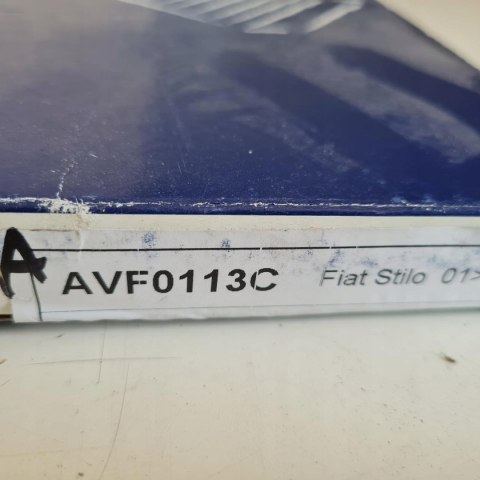 A AVF0113C Fiat Stilo 01>